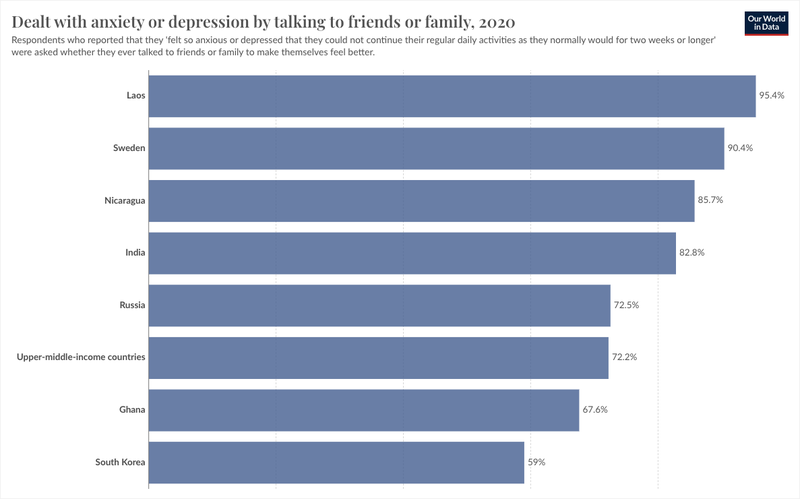 Dealt with anxiety or depression by talking to friends or family, 2020
Our World
in Data
Respondents who reported that they 'felt so anxious or depressed that they could not continue their regular daily activities as they normally would for two weeks or longer'
were asked whether they ever talked to friends or family to make themselves feel better.
Laos 95.4%
Sweden 90.4%
Nicaragua 85.7%
India 82.8%
Russia 72.5%
Upper-middle-income countries 72.2%
Ghana 67.6%
South Korea 59%